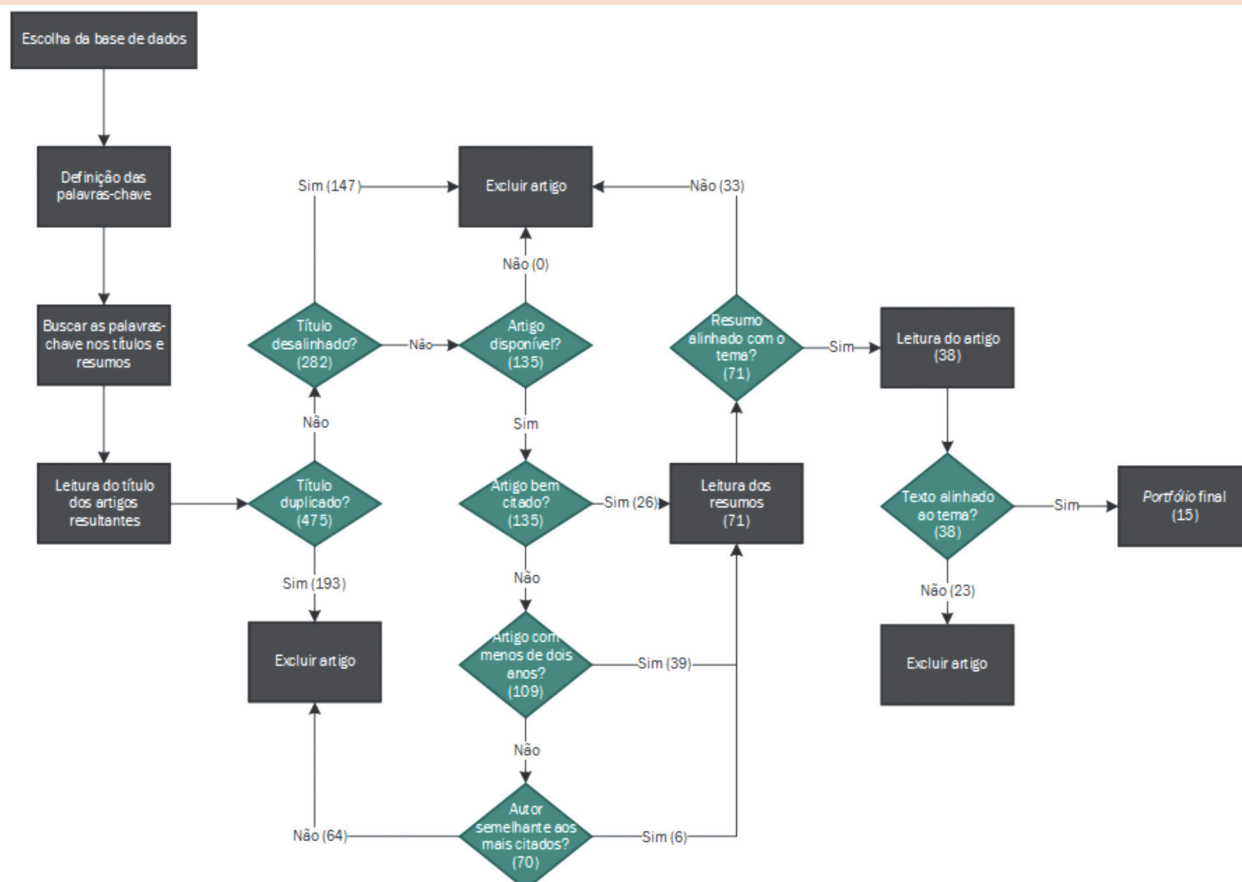 Escolha da base de dados
Definição das
palavras-chave
Buscar as palavras-
chave nos títulos e
resumos
Leitura do título
dos artigos
resultantes
Título
duplicado?
(475)
Sim (193)
Excluir artigo
Não
Título
desalinhado?
(282)
Sim (147)
Excluir artigo
Não
Artigo
disponível?
(135)
Não (0)
Sim
Artigo bem
citado?
(135)
Sim (26)
Não
Artigo com
menos de dois
anos?
(109)
Sim (39)
Não
Autor
semelhante aos
mais citados?
(70)
Não (64)
Sim (6)
Leitura dos
resumos
(71)
Resumo
alinhado com o
tema?
(71)
Não (33)
Sim
Leitura do artigo
(38)
Texto alinhado
ao tema?
(38)
Não (23)
Excluir artigo
Sim
Portfólio final
(15)